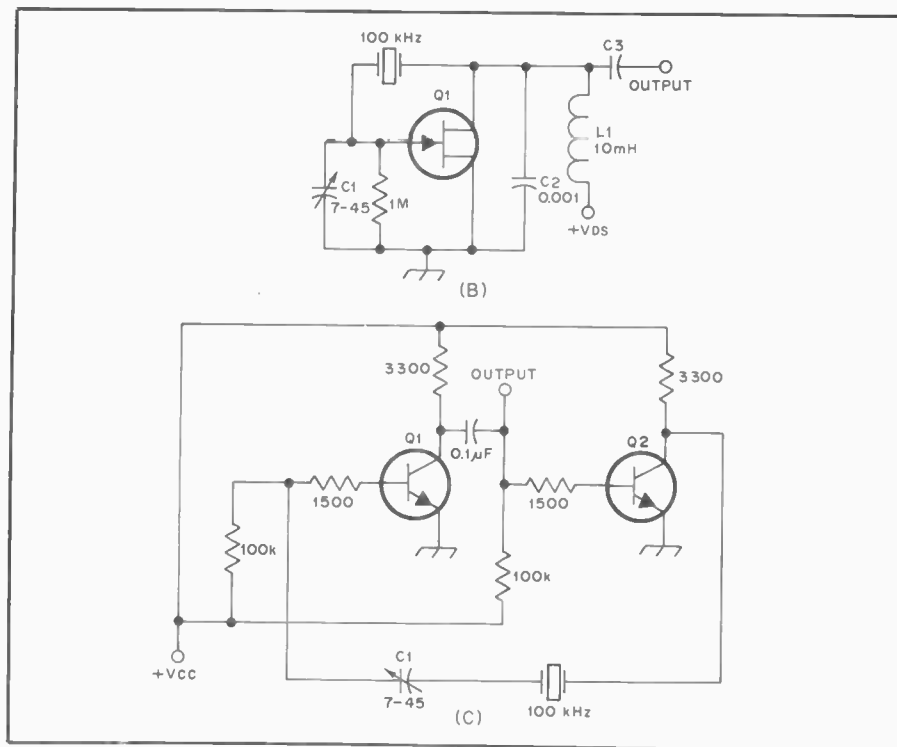 100 kHz
C3
OUTPUT
Q1
L1
10mH
C1
7-45
1M
C2
0.001
+VDS
(B)
3300
OUTPUT
3300
Q1
0.1µF
Q2
1500
1500
100k
100k
+VCC
C1
7-45
100 kHz
(C)